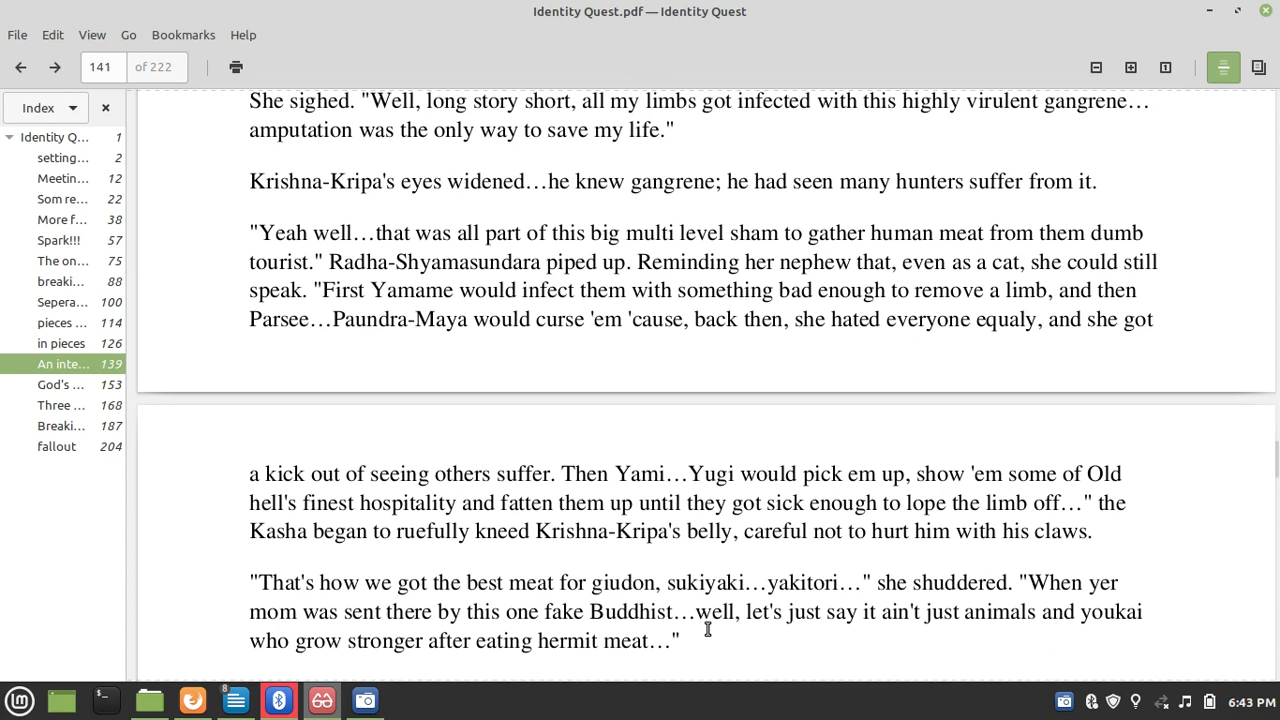 Identity Quest.pdf — Identity Quest
File Edit View Go Bookmarks Help
141 of 222
Index
Identity Q... 1
setting... 2
Meetin... 12
Som re... 22
More f... 38
Spark!!! 57
The on... 75
breaki... 88
Sepera... 100
pieces ... 114
in pieces 126
An inte... 139
God's ... 153
Three ... 168
Breaki... 187
fallout 204
She sighed. "Well, long story short, all my limbs got infected with this highly virulent gangrene…
amputation was the only way to save my life."
Krishna-Kripa's eyes widened…he knew gangrene; he had seen many hunters suffer from it.
"Yeah well…that was all part of this big multi level sham to gather human meat from them dumb
tourist." Radha-Shyamasundara piped up. Reminding her nephew that, even as a cat, she could still
speak. "First Yamame would infect them with something bad enough to remove a limb, and then
Parsee…Paundra-Maya would curse 'em 'cause, back then, she hated everyone equaly, and she got
a kick out of seeing others suffer. Then Yami…Yugi would pick em up, show 'em some of Old
hell's finest hospitality and fatten them up until they got sick enough to lope the limb off…" the
Kasha began to ruefully kneed Krishna-Kripa's belly, careful not to hurt him with his claws.
"That's how we got the best meat for giudon, sukiyaki…yakitori…" she shuddered. "When yer
mom was sent there by this one fake Buddhist…well, let's just say it ain't just animals and youkai
who grow stronger after eating hermit meat…"
8
6:43 PM